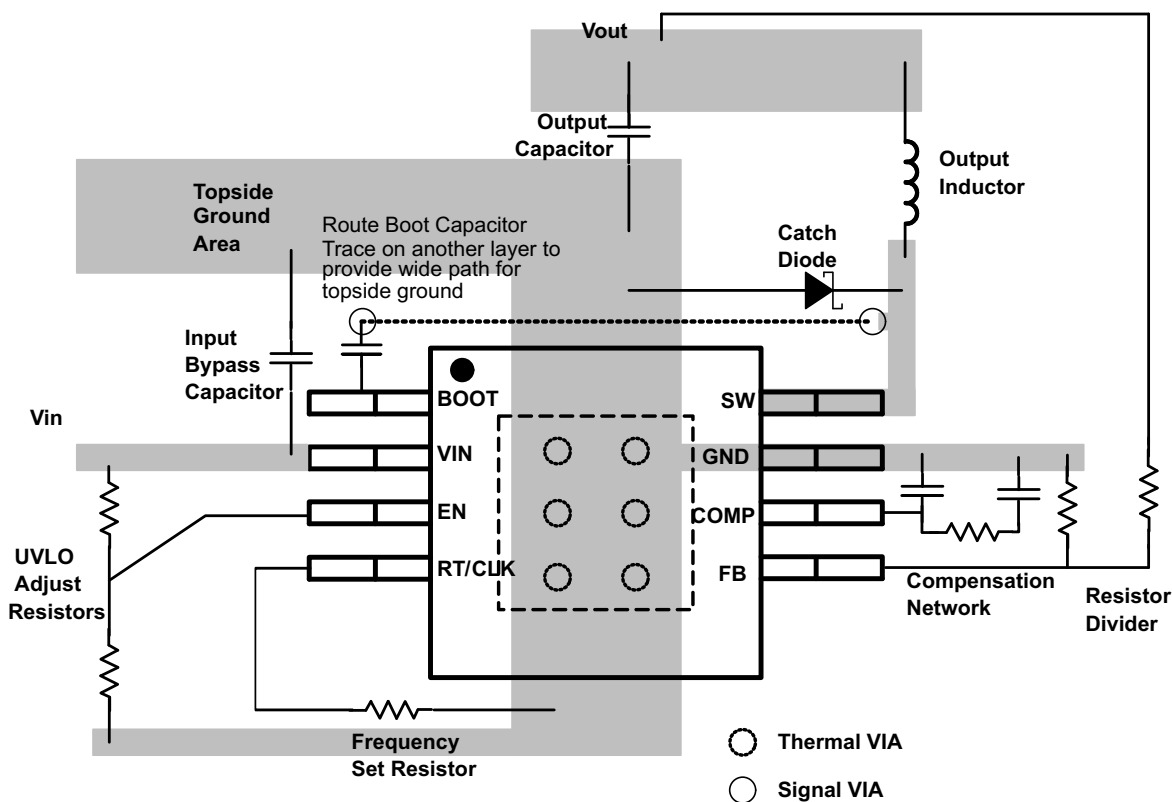 Vout
Output
Capacitor
Output
Inductor
Topside
Ground
Area
Route Boot Capacitor
Trace on another layer to
provide wide path for
topside ground
Catch
Diode
Input
Bypass
Capacitor
Vin
BOOT
VIN
EN
RT/CLK
SW
GND
COMP
FB
UVLO
Adjust
Resistors
Compensation
Network
Resistor
Divider
Frequency
Set Resistor
Thermal VIA
Signal VIA